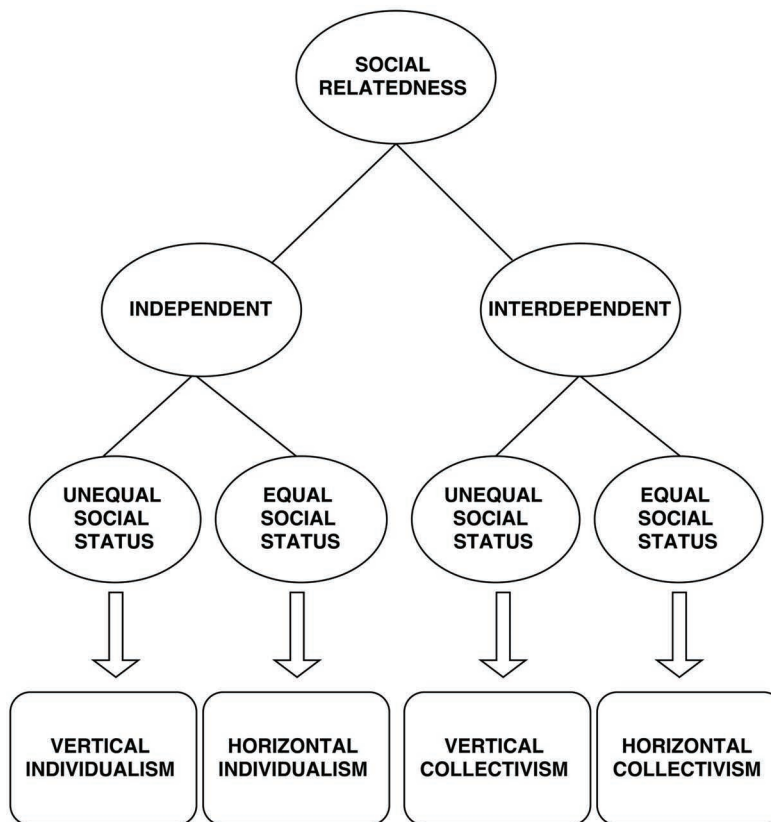 SOCIAL
RELATEDNESS
INDEPENDENT
INTERDEPENDENT
UNEQUAL
SOCIAL
STATUS
EQUAL
SOCIAL
STATUS
UNEQUAL
SOCIAL
STATUS
EQUAL
SOCIAL
STATUS
VERTICAL
INDIVIDUALISM
HORIZONTAL
INDIVIDUALISM
VERTICAL
COLLECTIVISM
HORIZONTAL
COLLECTIVISM